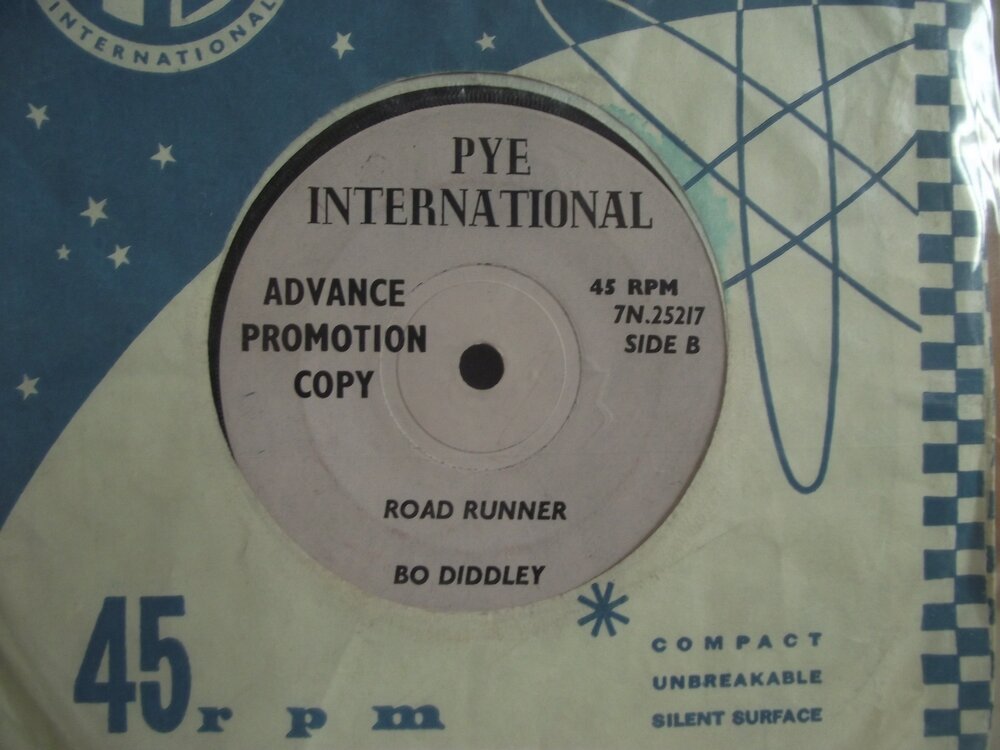 INTERNATIONAL
PYE
INTERNATIONAL
ADVANCE
PROMOTION
COPY
45 RPM
7N.25217
SIDE B
ROAD RUNNER
BO DIDDLEY
45 rpm
* COMPACT
UNBREAKABLE
SILENT SURFACE